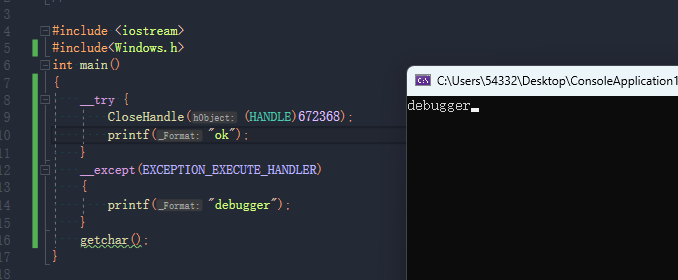 4 #include <iostream>
5 #include<Windows.h>
6 int main()
7 {
8 __try {
9 CloseHandle(hObject: (HANDLE)672368);
10 printf(_Format: "ok");
11 }
12 __except(EXCEPTION_EXECUTE_HANDLER)
13 {
14 printf(_Format: "debugger");
15 }
16 getchar();
17 }
18
C:\Users\54332\Desktop\ConsoleApplication1
debugger